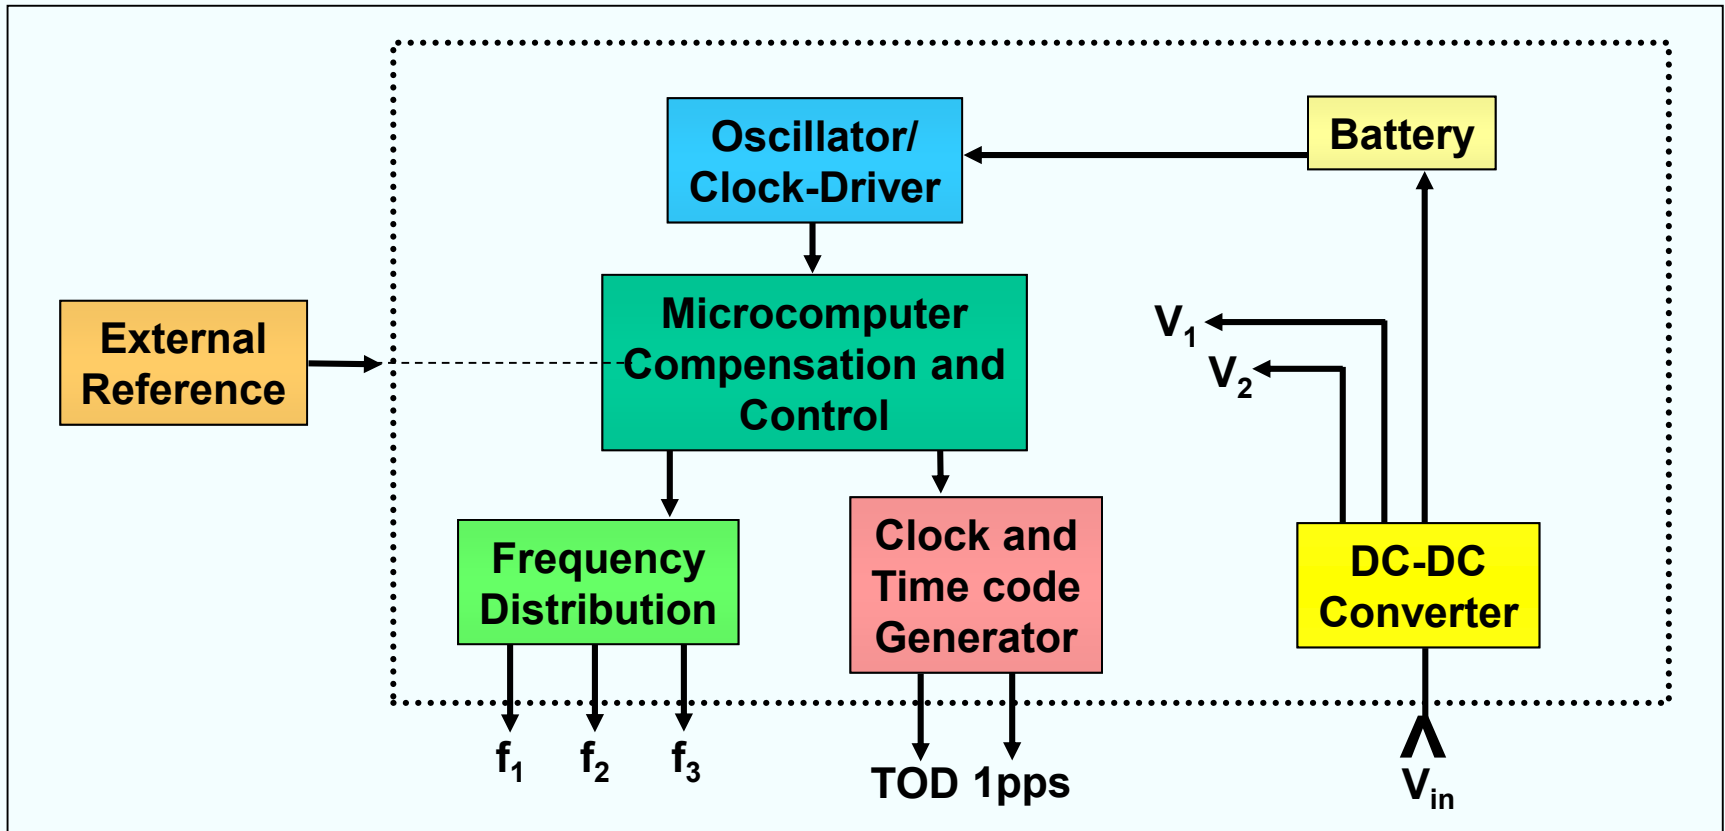 Oscillator/
Clock-Driver
Battery
External
Reference
Microcomputer
Compensation and
Control
V₁
V₂
Frequency
Distribution
Clock and
Time code
Generator
DC-DC
Converter
f₁ f₂ f₃
TOD 1pps
Vᵢₙ